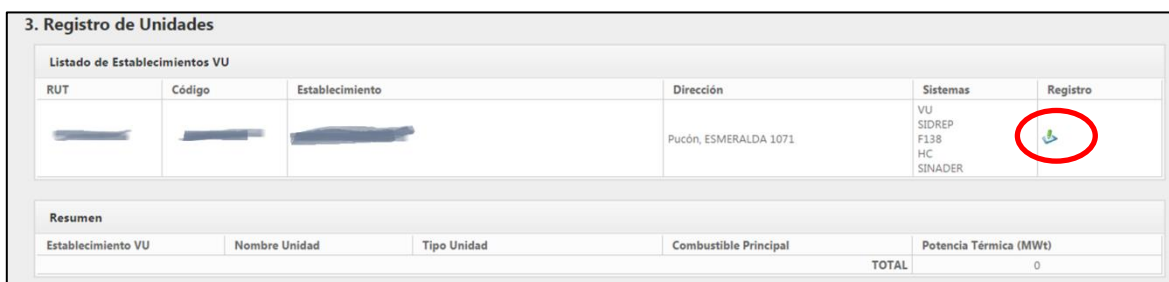 3. Registro de Unidades
Listado de Establecimientos VU
RUT Código Establecimiento Dirección Sistemas Registro
Pucón, ESMERALDA 1071
VU
SIDREP
F138
HC
SINADER
Resumen
Establecimiento VU Nombre Unidad Tipo Unidad Combustible Principal Potencia Térmica (MWt)
TOTAL 0